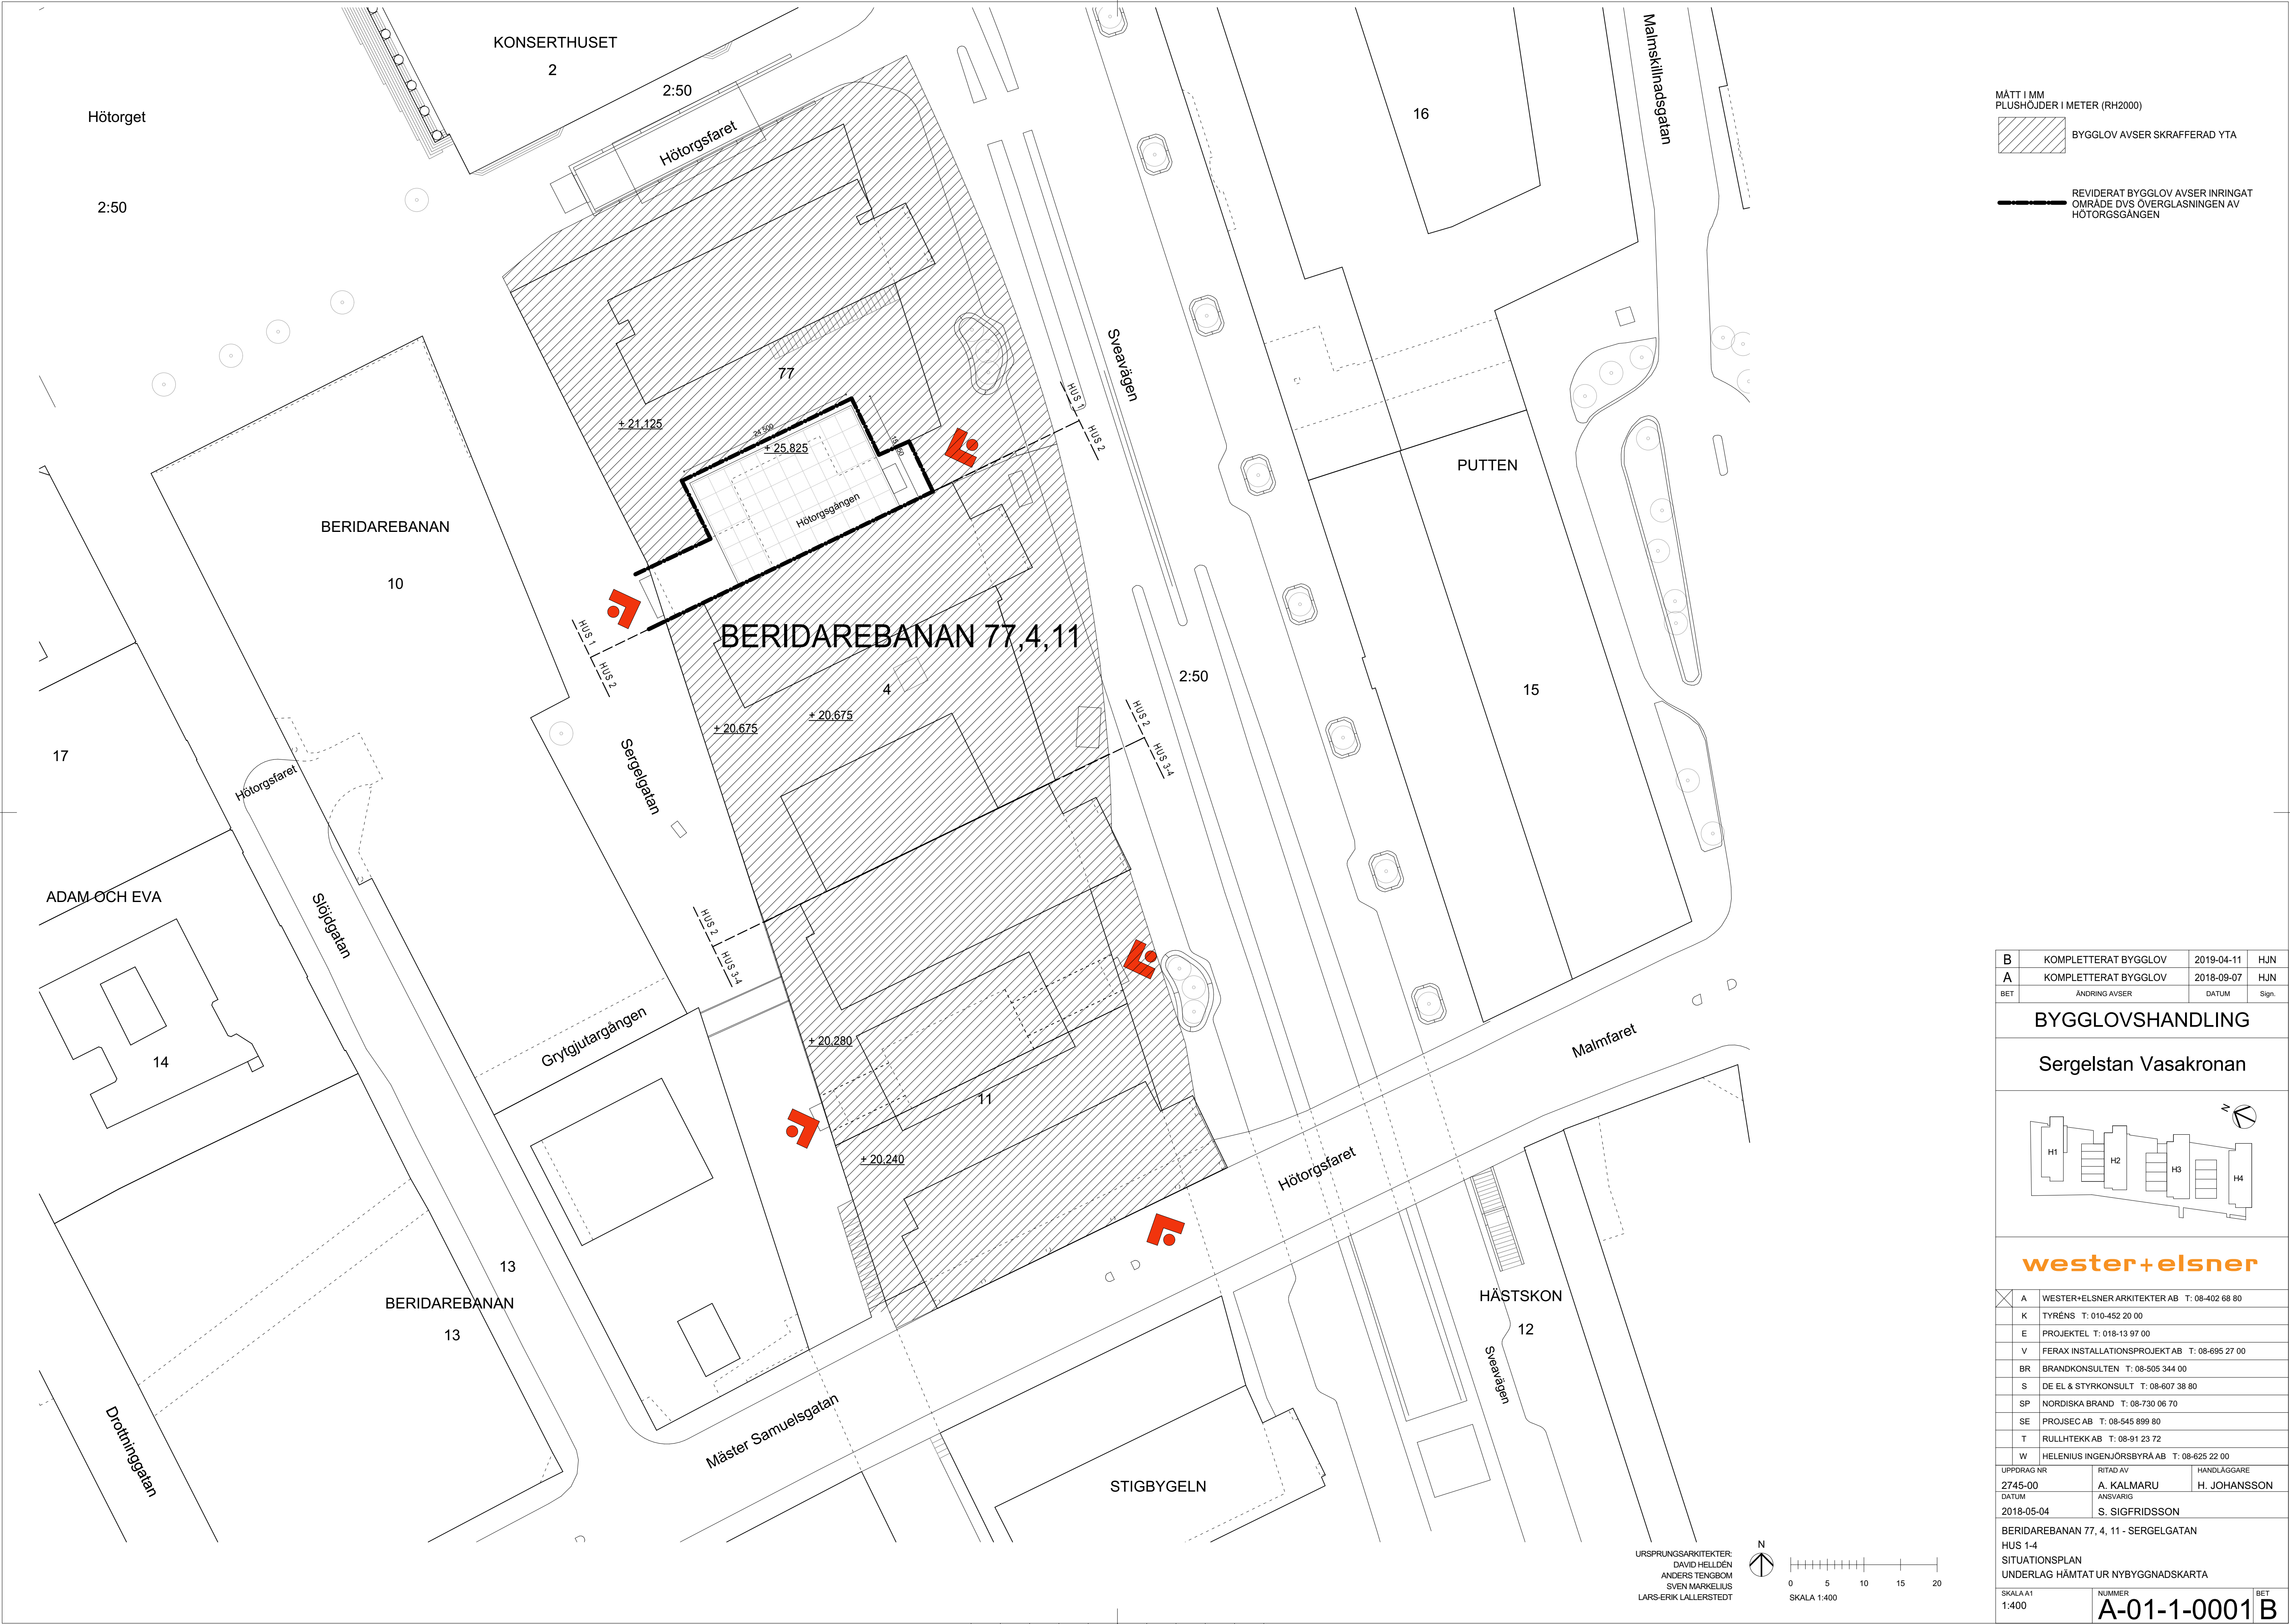 KONSERTHUSET
2
2:50
Hötorget
2:50
Hötorgsfaret
Malmskillnadsgatan
16
MÅTT I MM
PLUSHÖJDER I METER (RH2000)
BYGGLOV AVSER SKRAFFERAD YTA
REVIDERAT BYGGLOV AVSER INRINGAT
OMRÅDE DVS ÖVERGLASNINGEN AV
HÖTORGSGÅNGEN
Sveavägen
77
HUS 1
HUS 2
+ 21,125
24 500
+ 25,825
Hötorgsgången
PUTTEN
BERIDAREBANAN
10
HUS 1
HUS 2
BERIDAREBANAN 77,4,11
4
2:50
15
+ 20,675
+ 20,675
HUS 2
HUS 3-4
17
Sergelgatan
Hötorgsfaret
ADAM OCH EVA
Slöjdgatan
HUS 2
HUS 3-4
14
Grytgjutargången
+ 20,280
11
+ 20,240
Malmfaret
Hötorgsfaret
13
BERIDAREBANAN
13
HÄSTSKON
12
Sveavägen
Drottninggatan
Mäster Samuelsgatan
STIGBYGELN
URSPRUNGSARKITEKTER:
DAVID HELLDÉN
ANDERS TENGBOM
SVEN MARKELIUS
LARS-ERIK LALLERSTEDT
N
0 5 10 15 20
SKALA 1:400
B KOMPLETTERAT BYGGLOV 2019-04-11 HJN
A KOMPLETTERAT BYGGLOV 2018-09-07 HJN
BET ÄNDRING AVSER DATUM Sign.
BYGGLOVSHANDLING
Sergelstan Vasakronan
N
H1
H2
H3
H4
wester+elsner
A WESTER+ELSNER ARKITEKTER AB T: 08-402 68 80
K TYRÉNS T: 010-452 20 00
E PROJEKTEL T: 018-13 97 00
V FERAX INSTALLATIONSPROJEKT AB T: 08-695 27 00
BR BRANDKONSULTEN T: 08-505 344 00
S DE EL & STYRKONSULT T: 08-607 38 80
SP NORDISKA BRAND T: 08-730 06 70
SE PROJSEC AB T: 08-545 899 80
T RULLHTEKK AB T: 08-91 23 72
W HELENIUS INGENJÖRSBYRÅ AB T: 08-625 22 00
UPPDRAG NR RITAD AV HANDLÄGGARE
2745-00 A. KALMARU H. JOHANSSON
DATUM ANSVARIG
2018-05-04 S. SIGFRIDSSON
BERIDAREBANAN 77, 4, 11 - SERGELGATAN
HUS 1-4
SITUATIONSPLAN
UNDERLAG HÄMTAT UR NYBYGGNADSKARTA
SKALA A1 NUMMER BET
1:400 A-01-1-0001 B